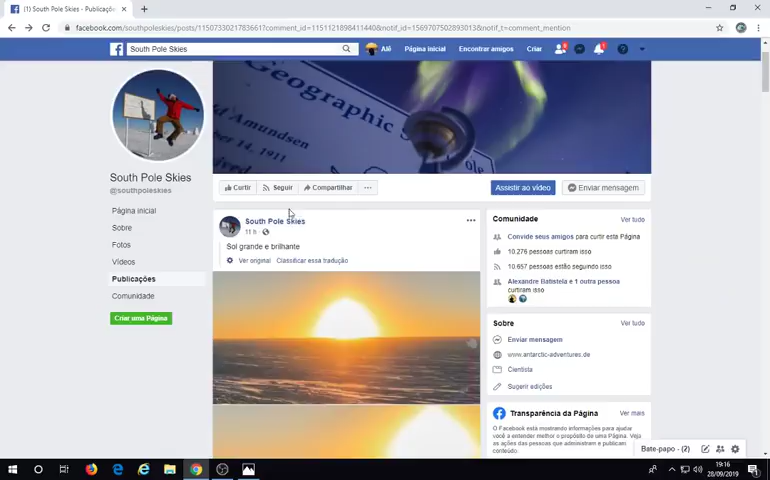 (1) South Pole Skies - Publicaçõe
facebook.com/southpoleskies/posts/1150733021783661?comment_id=1151121898411440&notif_id=1569707502893013&notif_t=comment_mention
South Pole Skies
Alê
Página inicial
Encontrar amigos
Criar
Geographic
d Amundsen
ber 14, 1911
South Pole Skies
@southpoleskies
Curtir
Seguir
Compartilhar
Assistir ao vídeo
Enviar mensagem
Página inicial
Sobre
Fotos
Vídeos
Publicações
Comunidade
Criar uma Página
South Pole Skies
11 h
Sol grande e brilhante
Ver original
Classificar essa tradução
Comunidade
Ver tudo
Convide seus amigos para curtir esta Página
10.276 pessoas curtiram isso
10.657 pessoas estão seguindo isso
Alexandre Batistela e 1 outra pessoa
curtiram isso
Sobre
Ver tudo
Enviar mensagem
www.antarctic-adventures.de
Cientista
Sugerir edições
Transparência da Página
Ver mais
O Facebook está mostrando informações para ajudar
você a entender melhor o propósito de uma Página. Veja
as ações das pessoas que administram e publicam
conteúdo.
Bate-papo (2)
19:16
28/09/2019